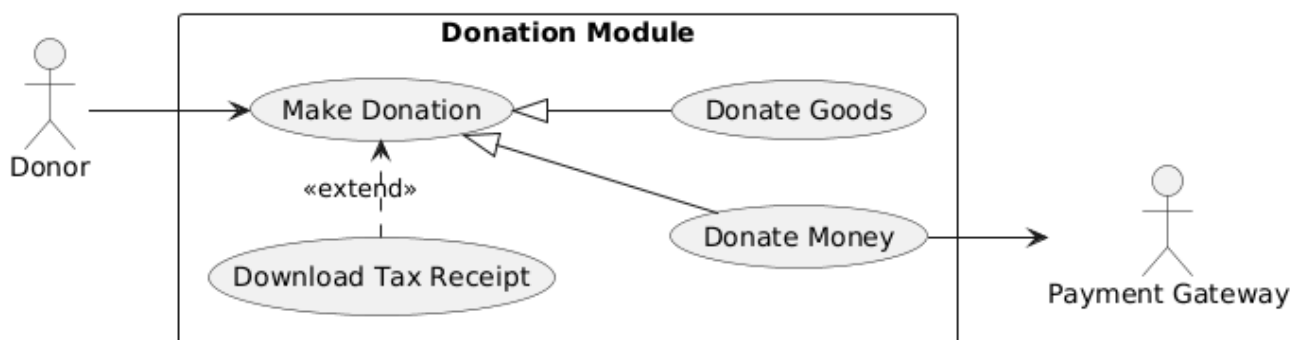 Donation Module
Make Donation
Donate Goods
Donor
«extend»
Donate Money
Download Tax Receipt
Payment Gateway